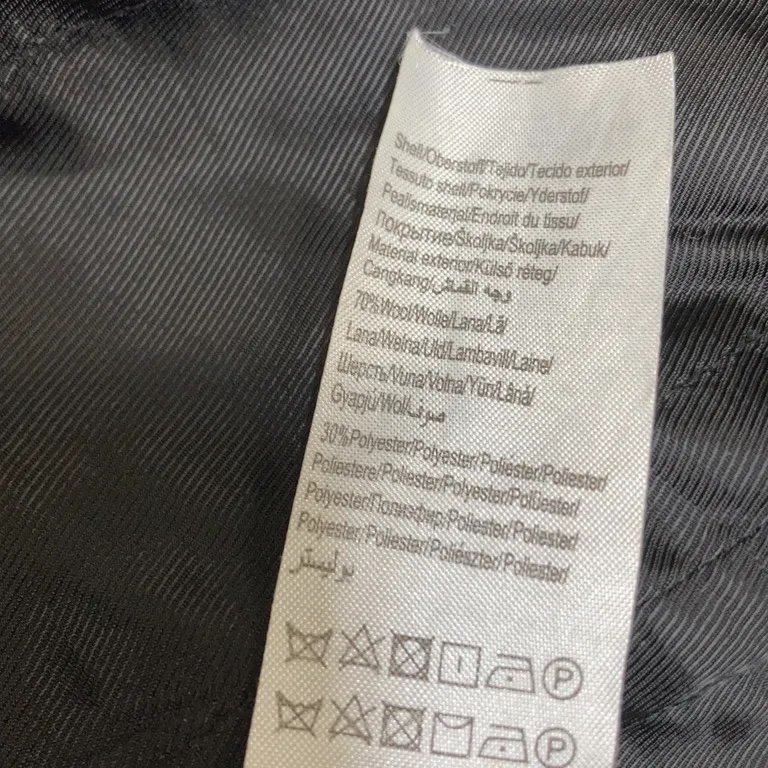 Shell/Oberstoff/Tejido/Tecido exterior/
Tessuto shell/Pokrycie/Yderstof/
Pealismaterjal/Endroit du tissu/
Покрытие/Školjka/Školjka/Kabuk/
Material exterior/Külső réteg/
Cangkang/وجه القماش
70%Wool/Wolle/Lana/Lã/
Lana/Wełna/Uld/Lambavill/Laine/
Шерсть/Vuna/Volna/Yün/Lână/
Gyapjú/Wol/صوف
30%Polyester/Polyester/Poliéster/Poliester/
Poliestere/Poliester/Polyester/Polüester/
Polyester/Полиэфир/Poliester/Poliester/
Polyester/Poliester/Poliészter/Poliester/
بوليستر
P
P